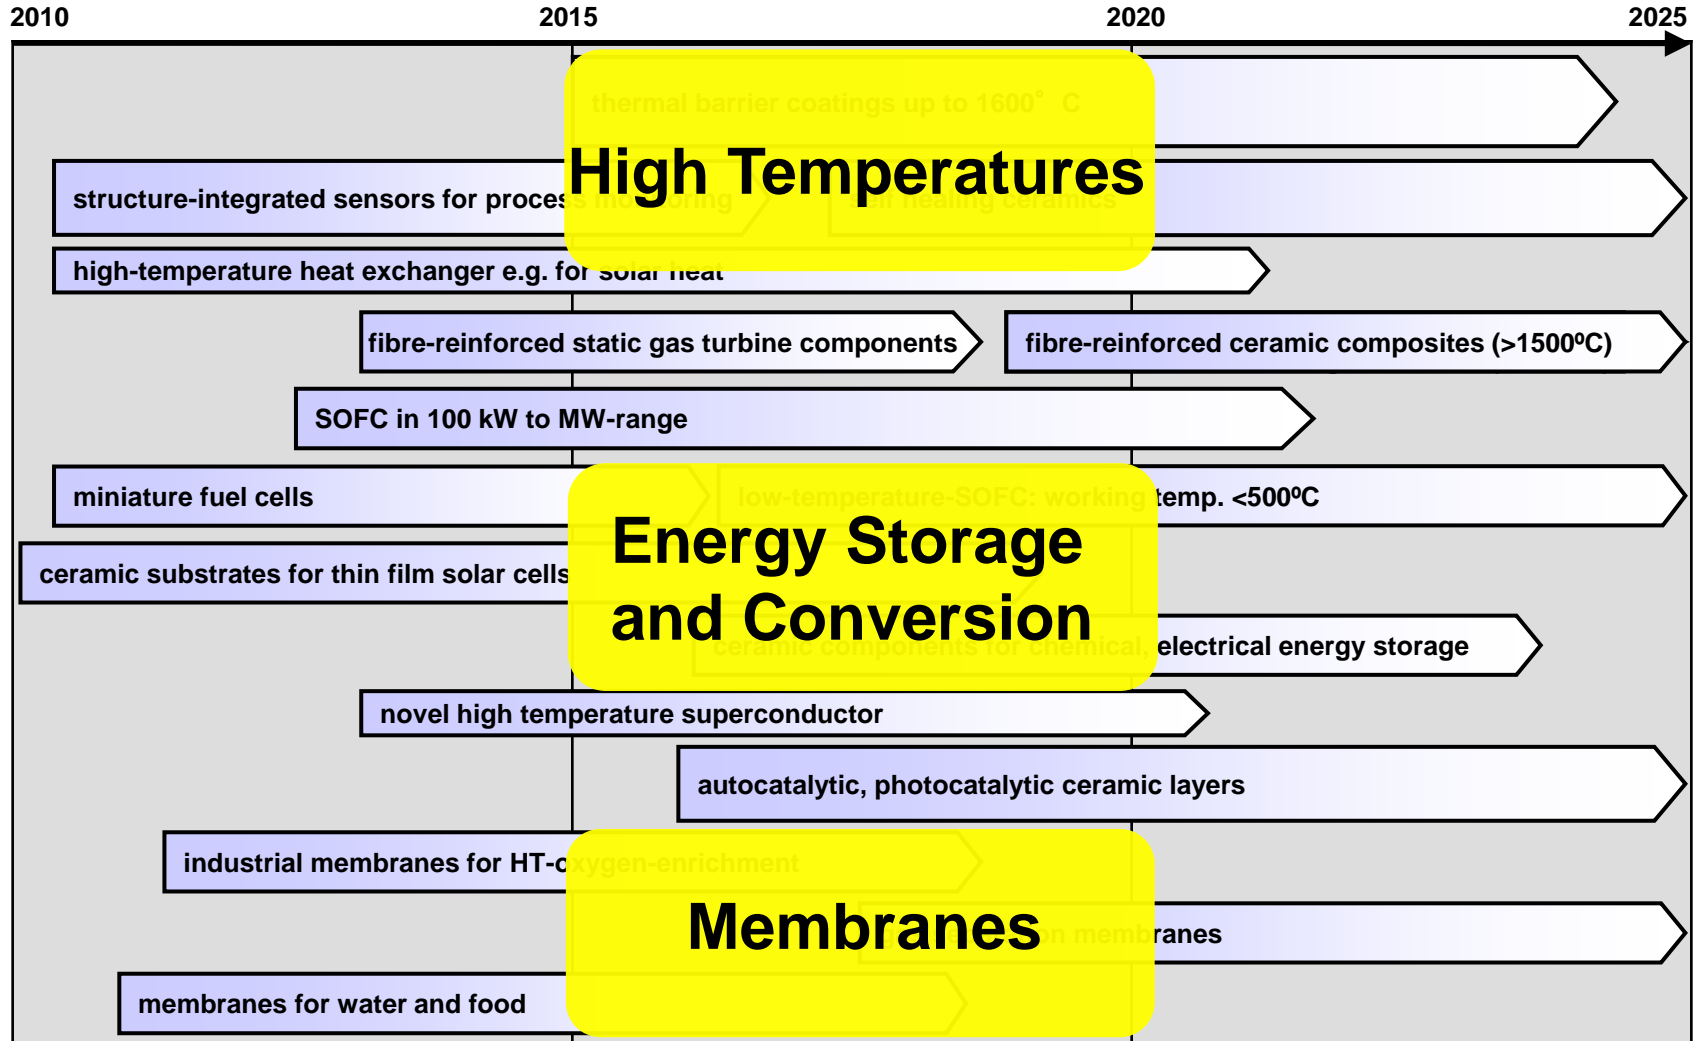 2010 2015 2020 2025
thermal barrier coatings up to 1600° C
High Temperatures
structure-integrated sensors for process monitoring
self healing ceramics
high-temperature heat exchanger e.g. for solar heat
fibre-reinforced static gas turbine components
fibre-reinforced ceramic composites (>1500ºC)
SOFC in 100 kW to MW-range
miniature fuel cells
low-temperature-SOFC: working temp. <500ºC
Energy Storage
and Conversion
ceramic substrates for thin film solar cells
ceramic components for chemical, electrical energy storage
novel high temperature superconductor
autocatalytic, photocatalytic ceramic layers
industrial membranes for HT-oxygen-enrichment
Membranes
membranes
membranes for water and food